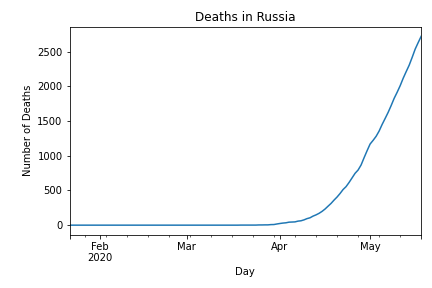 Deaths in Russia
Number of Deaths
2500
2000
1500
1000
500
0
Feb
2020
Mar
Apr
May
Day